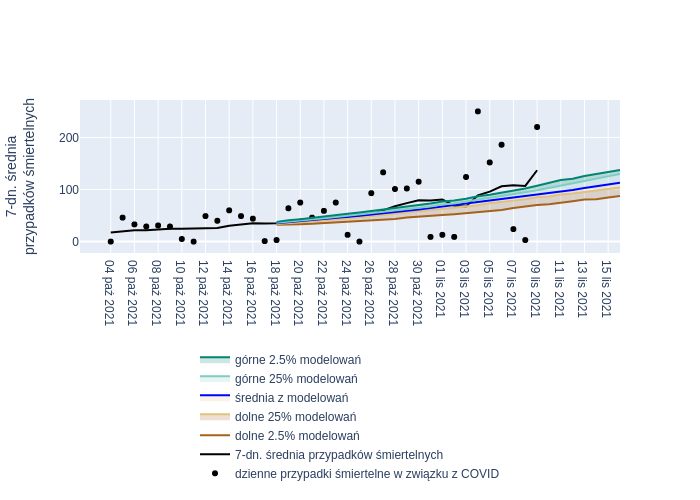 7-dn. średnia
przypadków śmiertelnych
200
100
0
04 paź 2021
06 paź 2021
08 paź 2021
10 paź 2021
12 paź 2021
14 paź 2021
16 paź 2021
18 paź 2021
20 paź 2021
22 paź 2021
24 paź 2021
26 paź 2021
28 paź 2021
30 paź 2021
01 lis 2021
03 lis 2021
05 lis 2021
07 lis 2021
09 lis 2021
11 lis 2021
13 lis 2021
15 lis 2021
górne 2.5% modelowań
górne 25% modelowań
średnia z modelowań
dolne 25% modelowań
dolne 2.5% modelowań
7-dn. średnia przypadków śmiertelnych
dzienne przypadki śmiertelne w związku z COVID